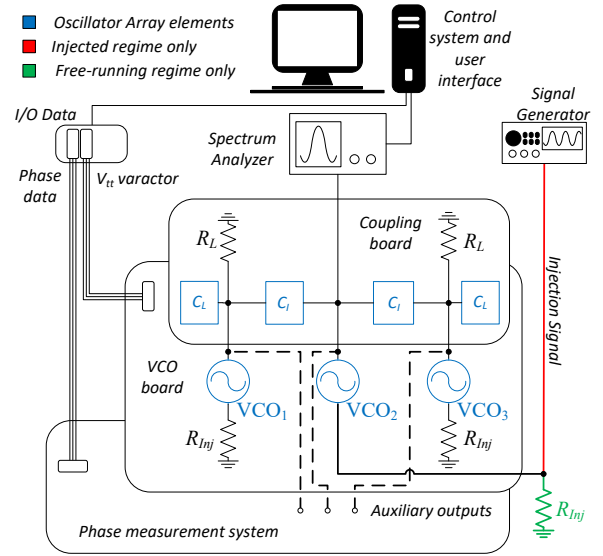 Oscillator Array elements
Injected regime only
Free-running regime only
Control
system and
user
interface
Signal
Generator
I/O Data
Spectrum
Analyzer
Phase
data
Vtt varactor
Coupling
board
RL
RL
CL
CI
CI
CL
Injection Signal
VCO
board
VCO1
VCO2
VCO3
RInj
RInj
RInj
Auxiliary outputs
Phase measurement system